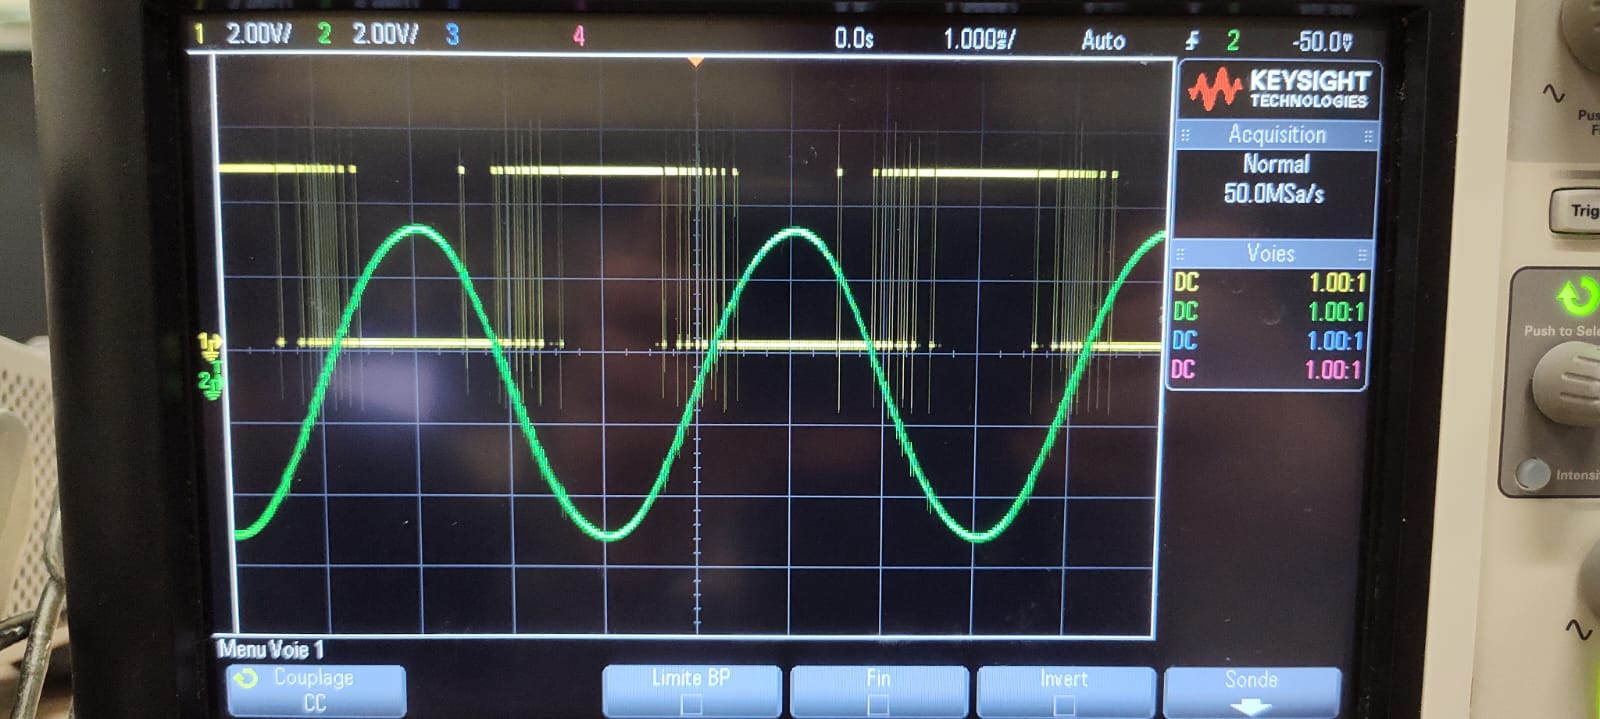 1 2.00V/ 2 2.00V/ 3 4 0.0s 1.000ms/ Auto 2 -50.0V
KEYSIGHT
TECHNOLOGIES
Acquisition
Normal
50.0MSa/s
Voies
DC 1.00:1
DC 1.00:1
DC 1.00:1
DC 1.00:1
1
2
Menu Voie 1
Couplage
CC
Limite BP
Fin
Invert
Sonde
Trig
Push to Sele
Intensi
Pus